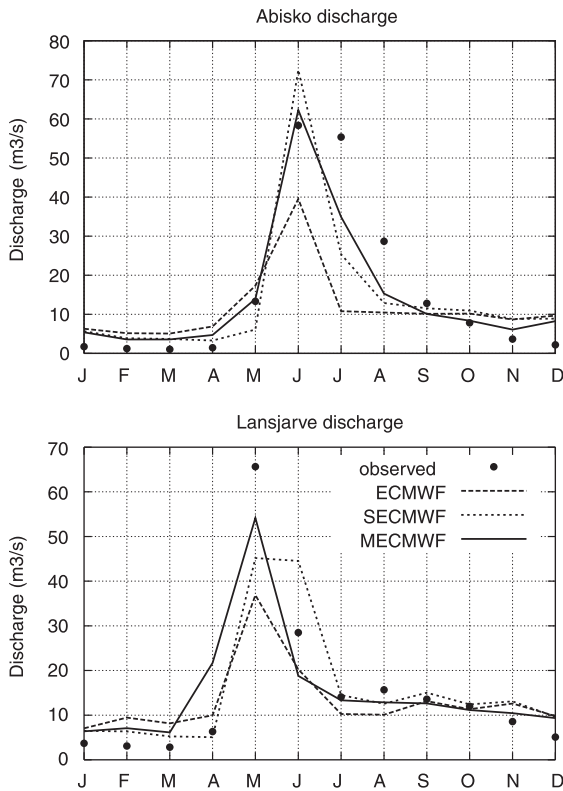 Abisko discharge
80
70
60
50
40
30
20
10
0
Discharge (m3/s)
J F M A M J J A S O N D
Lansjarve discharge
70
60
50
40
30
20
10
0
Discharge (m3/s)
observed
ECMWF
SECMWF
MECMWF
J F M A M J J A S O N D